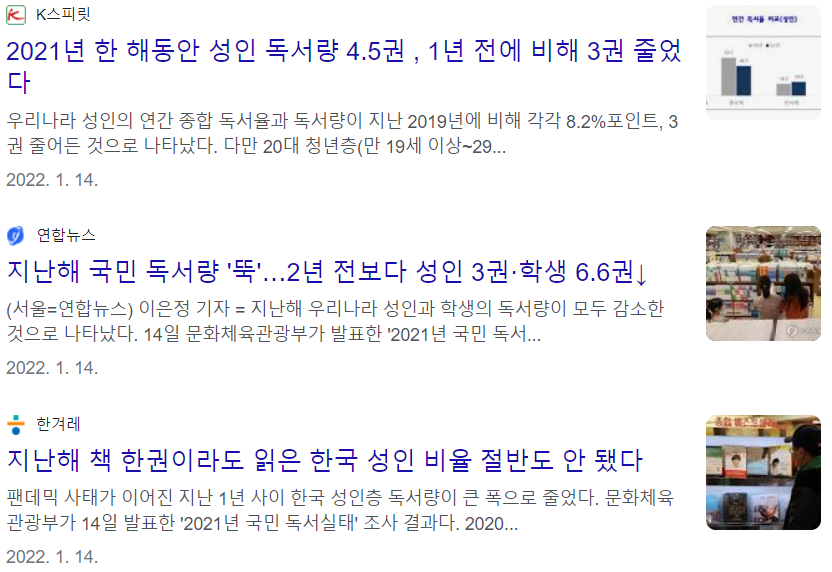 K스피릿
2021년 한 해동안 성인 독서량 4.5권 , 1년 전에 비해 3권 줄었
다
우리나라 성인의 연간 종합 독서율과 독서량이 지난 2019년에 비해 각각 8.2%포인트, 3
권 줄어든 것으로 나타났다. 다만 20대 청년층(만 19세 이상~29...
2022. 1. 14.
연간 독서율 비교(성인)
연합뉴스
지난해 국민 독서량 '뚝'…2년 전보다 성인 3권·학생 6.6권↓
(서울=연합뉴스) 이은정 기자 = 지난해 우리나라 성인과 학생의 독서량이 모두 감소한
것으로 나타났다. 14일 문화체육관광부가 발표한 '2021년 국민 독서...
2022. 1. 14.
한겨레
지난해 책 한권이라도 읽은 한국 성인 비율 절반도 안 됐다
팬데믹 사태가 이어진 지난 1년 사이 한국 성인층 독서량이 큰 폭으로 줄었다. 문화체육
관광부가 14일 발표한 '2021년 국민 독서실태' 조사 결과다. 2020...
2022. 1. 14.